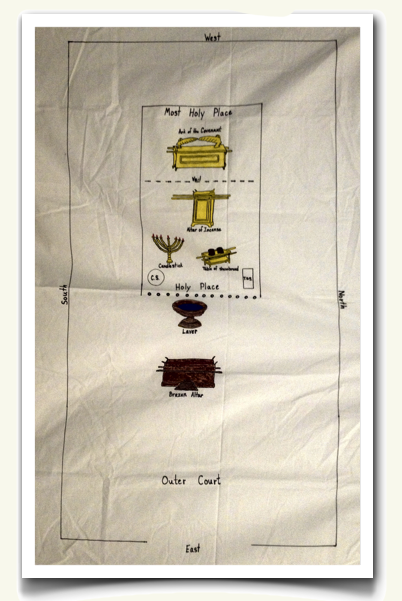 West
Most Holy Place
Ark of the Covenant
Veil
Altar of Incense
Candlestick
Table of Shewbread
C.S.
Holy Place
South
North
Laver
Brazen Altar
Outer Court
East